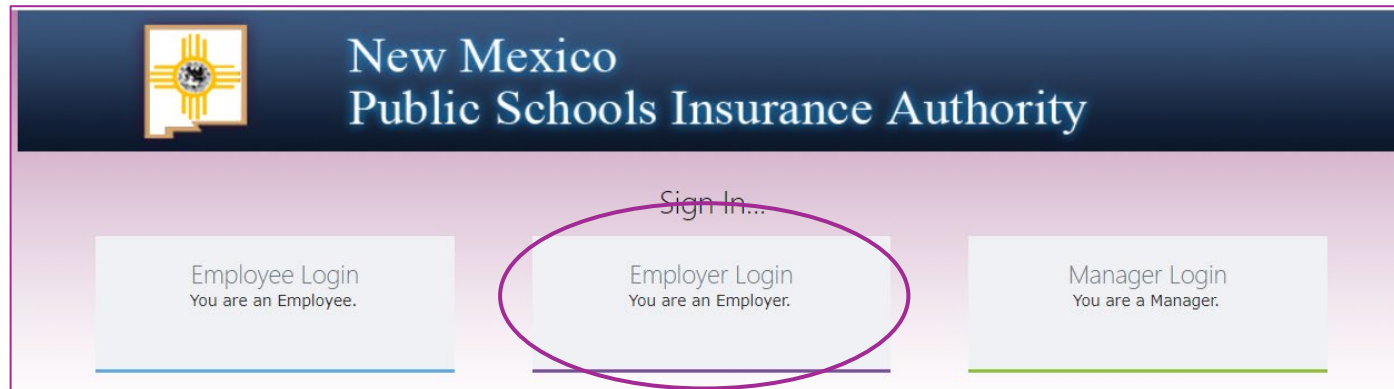 New Mexico
Public Schools Insurance Authority
Sign In...
Employee Login
You are an Employee.
Employer Login
You are an Employer.
Manager Login
You are a Manager.